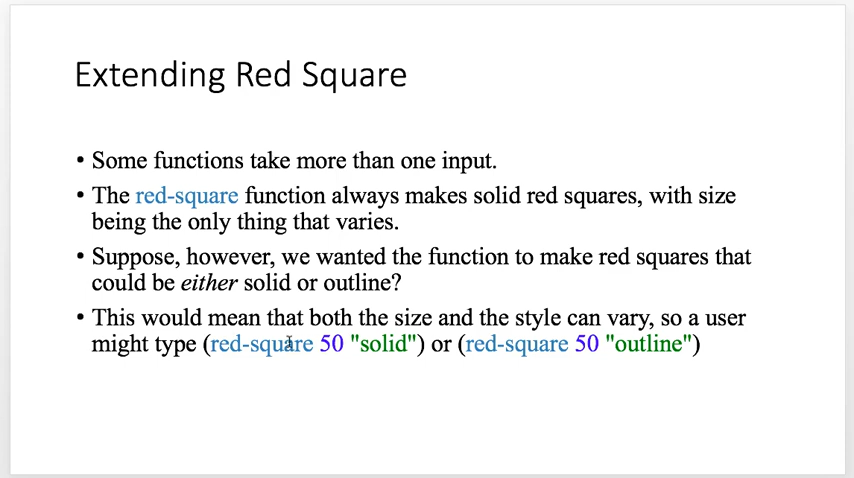 Extending Red Square
• Some functions take more than one input.
• The red-square function always makes solid red squares, with size
being the only thing that varies.
• Suppose, however, we wanted the function to make red squares that
could be either solid or outline?
• This would mean that both the size and the style can vary, so a user
might type (red-square 50 "solid") or (red-square 50 "outline")